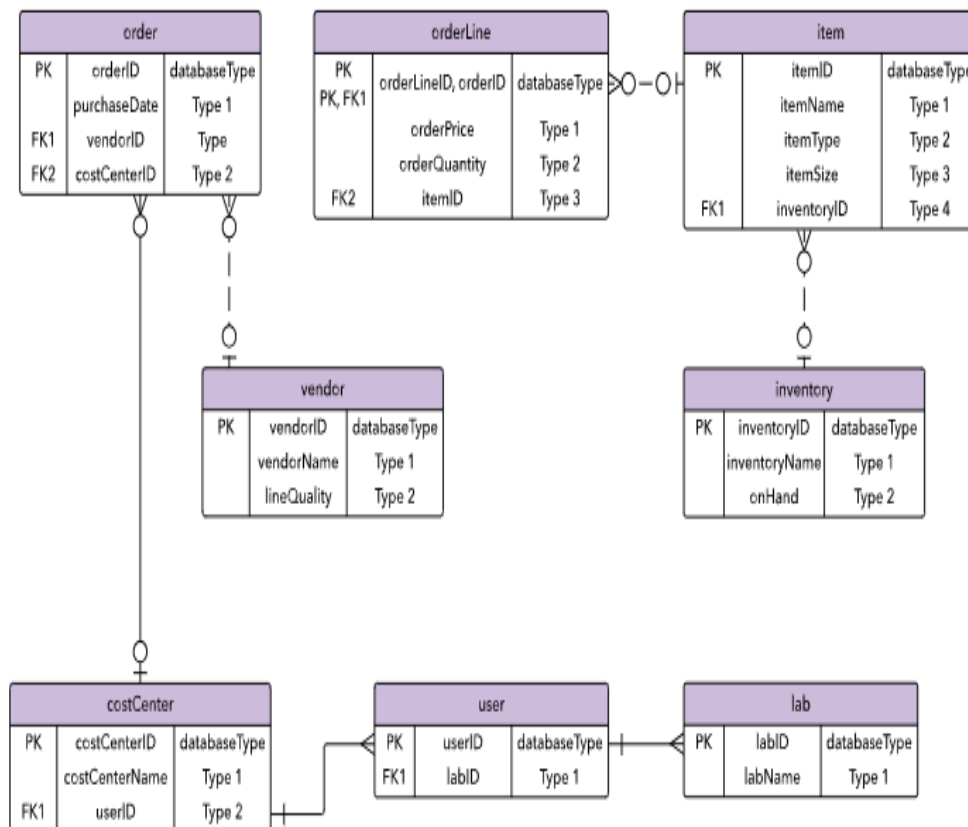 order
PK orderID databaseType
purchaseDate Type 1
FK1 vendorID Type
FK2 costCenterID Type 2
orderLine
PK
PK, FK1 orderLineID, orderID databaseType
orderPrice Type 1
orderQuantity Type 2
FK2 itemID Type 3
item
PK itemID databaseType
itemName Type 1
itemType Type 2
itemSize Type 3
FK1 inventoryID Type 4
vendor
PK vendorID databaseType
vendorName Type 1
lineQuality Type 2
inventory
PK inventoryID databaseType
inventoryName Type 1
onHand Type 2
costCenter
PK costCenterID databaseType
costCenterName Type 1
FK1 userID Type 2
user
PK userID databaseType
FK1 labID Type 1
lab
PK labID databaseType
labName Type 1